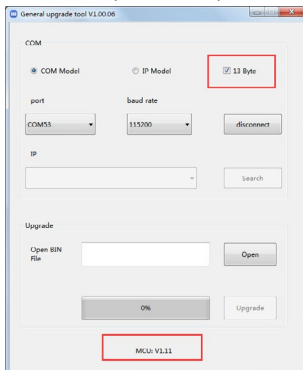 General upgrade tool V1.00.06
COM
COM Model
IP Model
13 Byte
port
baud rate
COM53
115200
disconnect
IP
Search
Upgrade
Open BIN
File
Open
0%
Upgrade
MCU: V1.11